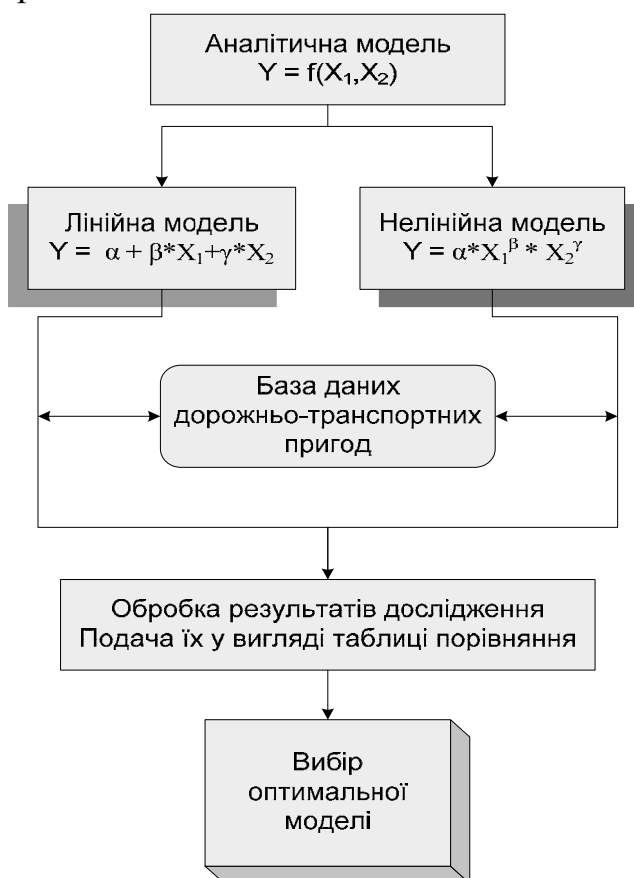 Аналітична модель
Y = f(X₁,X₂)
Лінійна модель
Y = α + β*X₁+γ*X₂
Нелінійна модель
Y = α*X₁^β * X₂^γ
База даних
дорожньо-транспортних
пригод
Обробка результатів дослідження
Подача їх у вигляді таблиці порівняння
Вибір
оптимальної
моделі